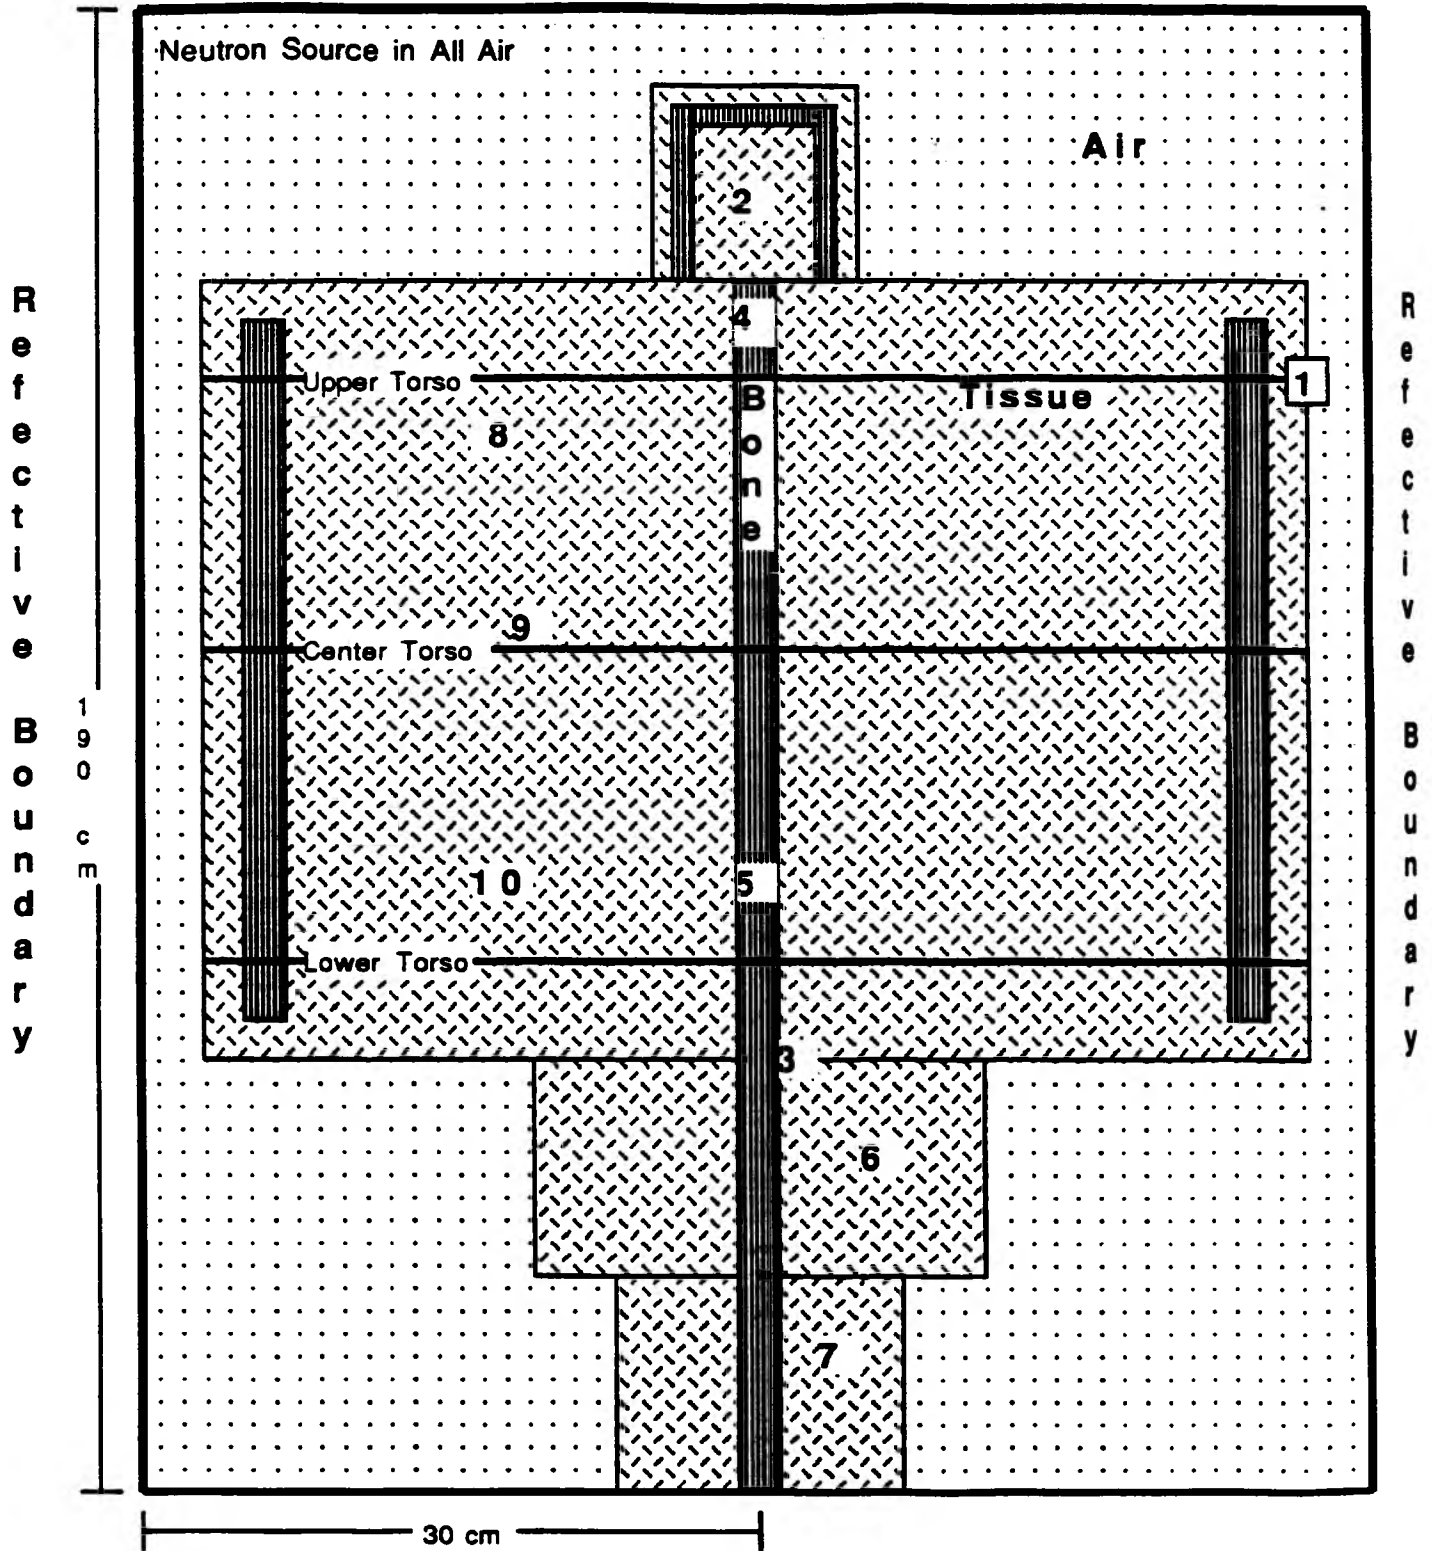 Neutron Source in All Air
Air
2
4
Upper Torso
1
Bone
Tissue
8
9
Center Torso
10
5
Lower Torso
3
6
7
Refective Boundary
190 cm
Refective Boundary
30 cm